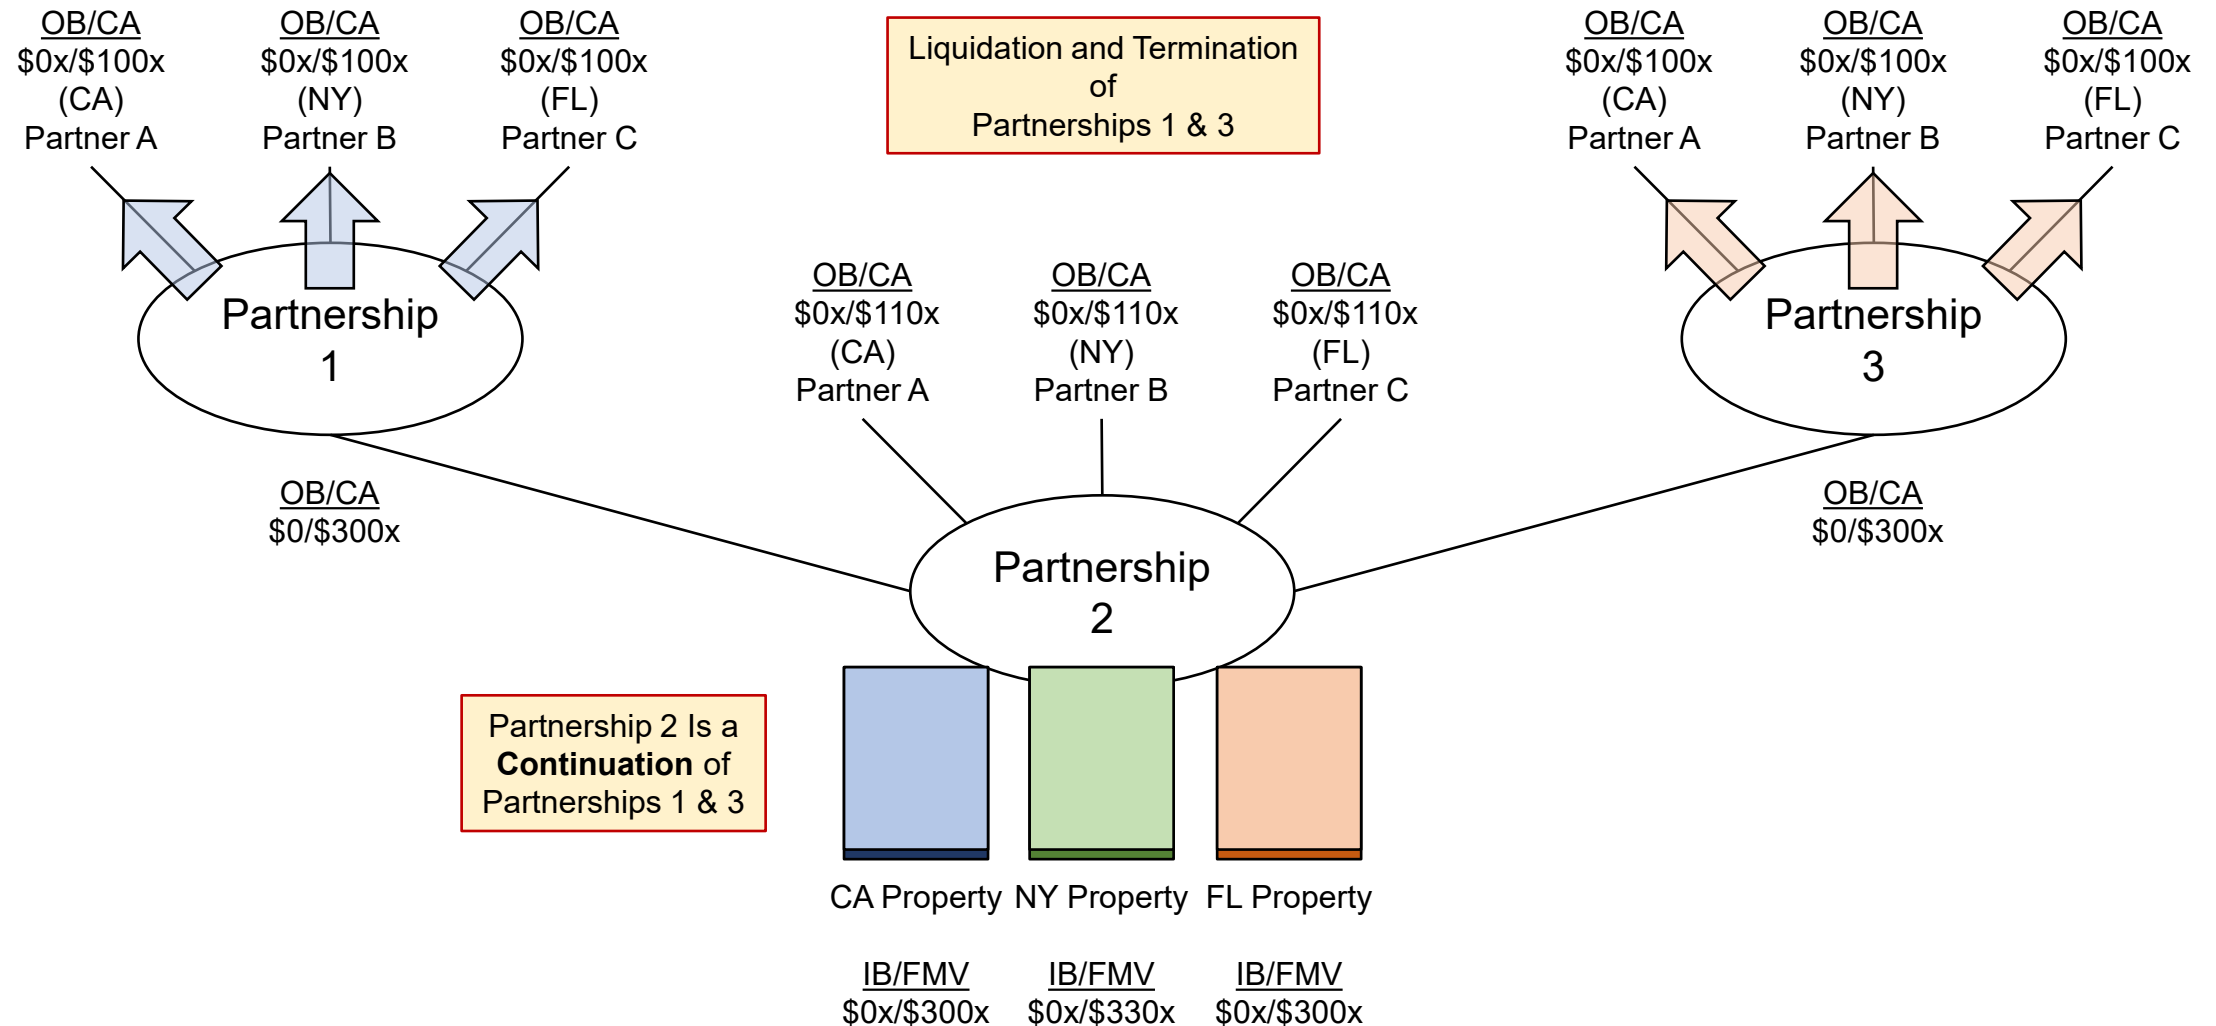 OB/CA
$0x/$100x
(CA)
Partner A
OB/CA
$0x/$100x
(NY)
Partner B
OB/CA
$0x/$100x
(FL)
Partner C
Liquidation and Termination
of
Partnerships 1 & 3
OB/CA
$0x/$100x
(CA)
Partner A
OB/CA
$0x/$100x
(NY)
Partner B
OB/CA
$0x/$100x
(FL)
Partner C
Partnership
1
OB/CA
$0x/$110x
(CA)
Partner A
OB/CA
$0x/$110x
(NY)
Partner B
OB/CA
$0x/$110x
(FL)
Partner C
Partnership
3
OB/CA
$0/$300x
OB/CA
$0/$300x
Partnership
2
Partnership 2 Is a
Continuation of
Partnerships 1 & 3
CA Property
NY Property
FL Property
IB/FMV
$0x/$300x
IB/FMV
$0x/$330x
IB/FMV
$0x/$300x